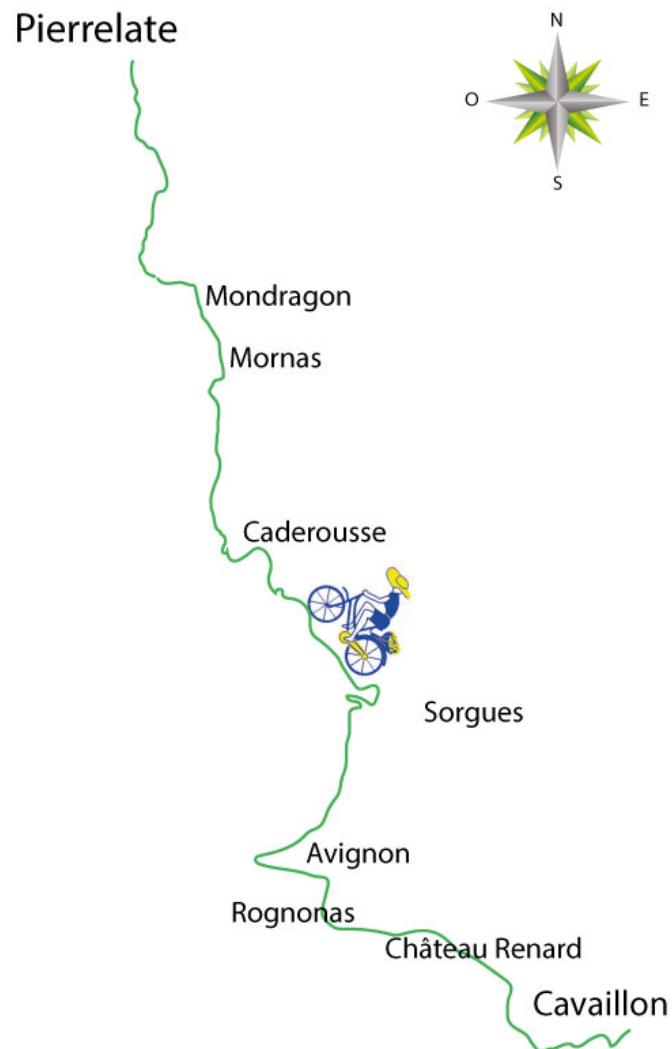 Pierrelate
N
O
E
S
Mondragon
Mornas
Caderousse
Sorgues
Avignon
Rognonas
Château Renard
Cavaillon